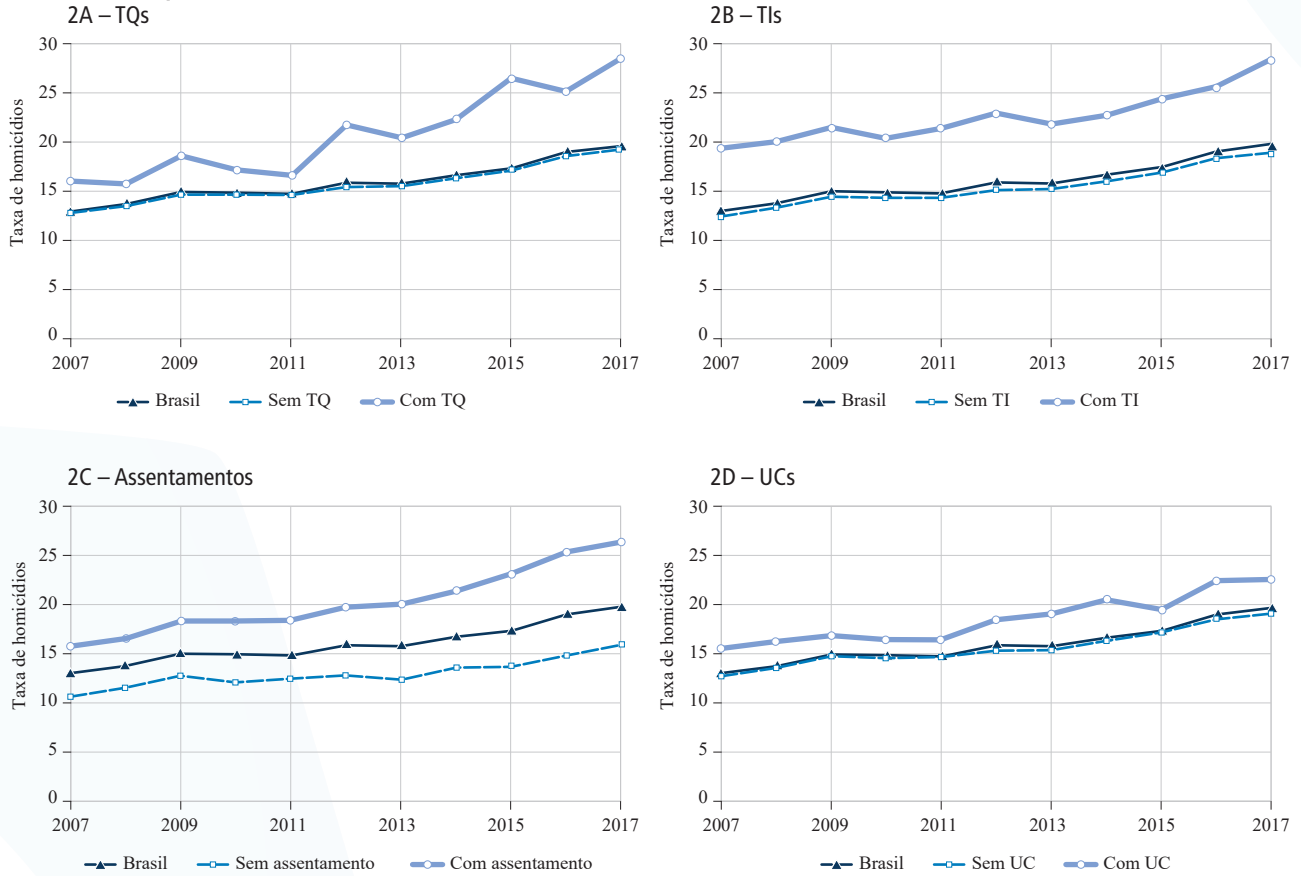 2A – TQs
Taxa de homicídios
30
25
20
15
10
5
0
2007 2009 2011 2013 2015 2017
Brasil Sem TQ Com TQ
2B – TIs
Taxa de homicídios
30
25
20
15
10
5
0
2007 2009 2011 2013 2015 2017
Brasil Sem TI Com TI
2C – Assentamentos
Taxa de homicídios
30
25
20
15
10
5
0
2007 2009 2011 2013 2015 2017
Brasil Sem assentamento Com assentamento
2D – UCs
Taxa de homicídios
30
25
20
15
10
5
0
2007 2009 2011 2013 2015 2017
Brasil Sem UC Com UC